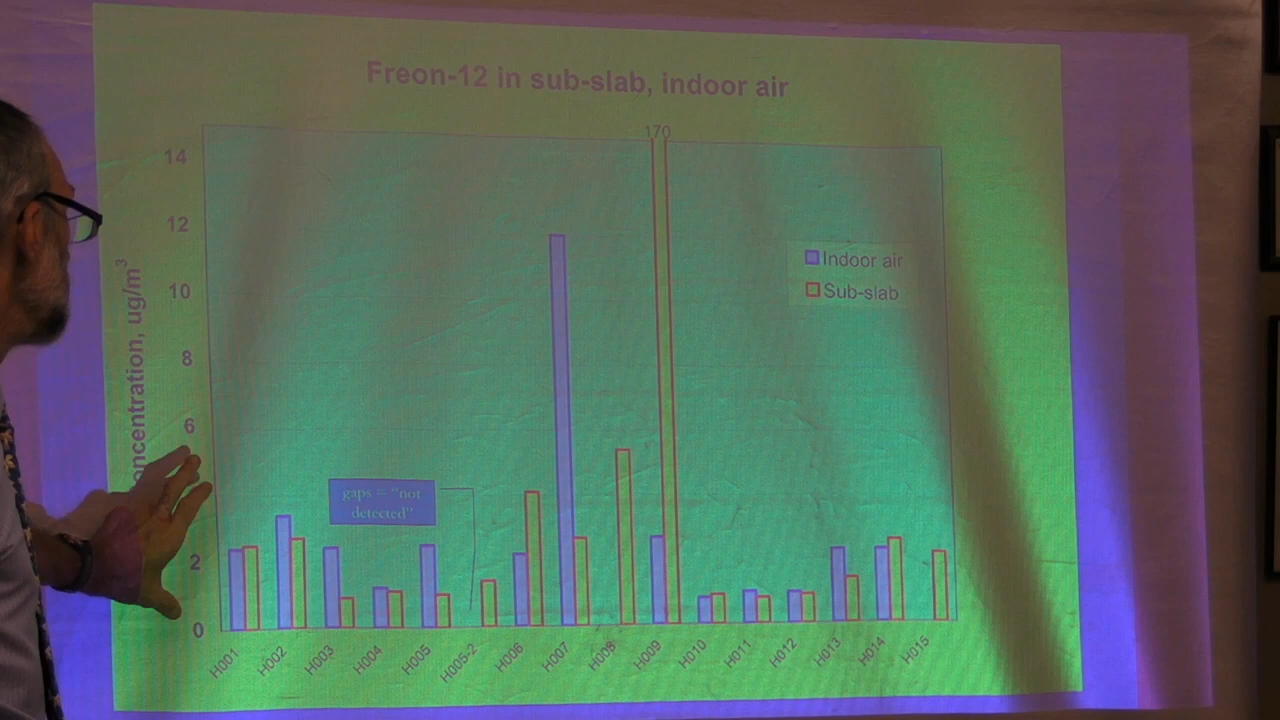 Freon-12 in sub-slab, indoor air
170
14
12
10
8
6
2
0
oncentration, ug/m³
Indoor air
Sub-slab
gaps = "not
detected"
H001
H002
H003
H004
H005
H005-2
H006
H007
H008
H009
H010
H011
H012
H013
H014
H015